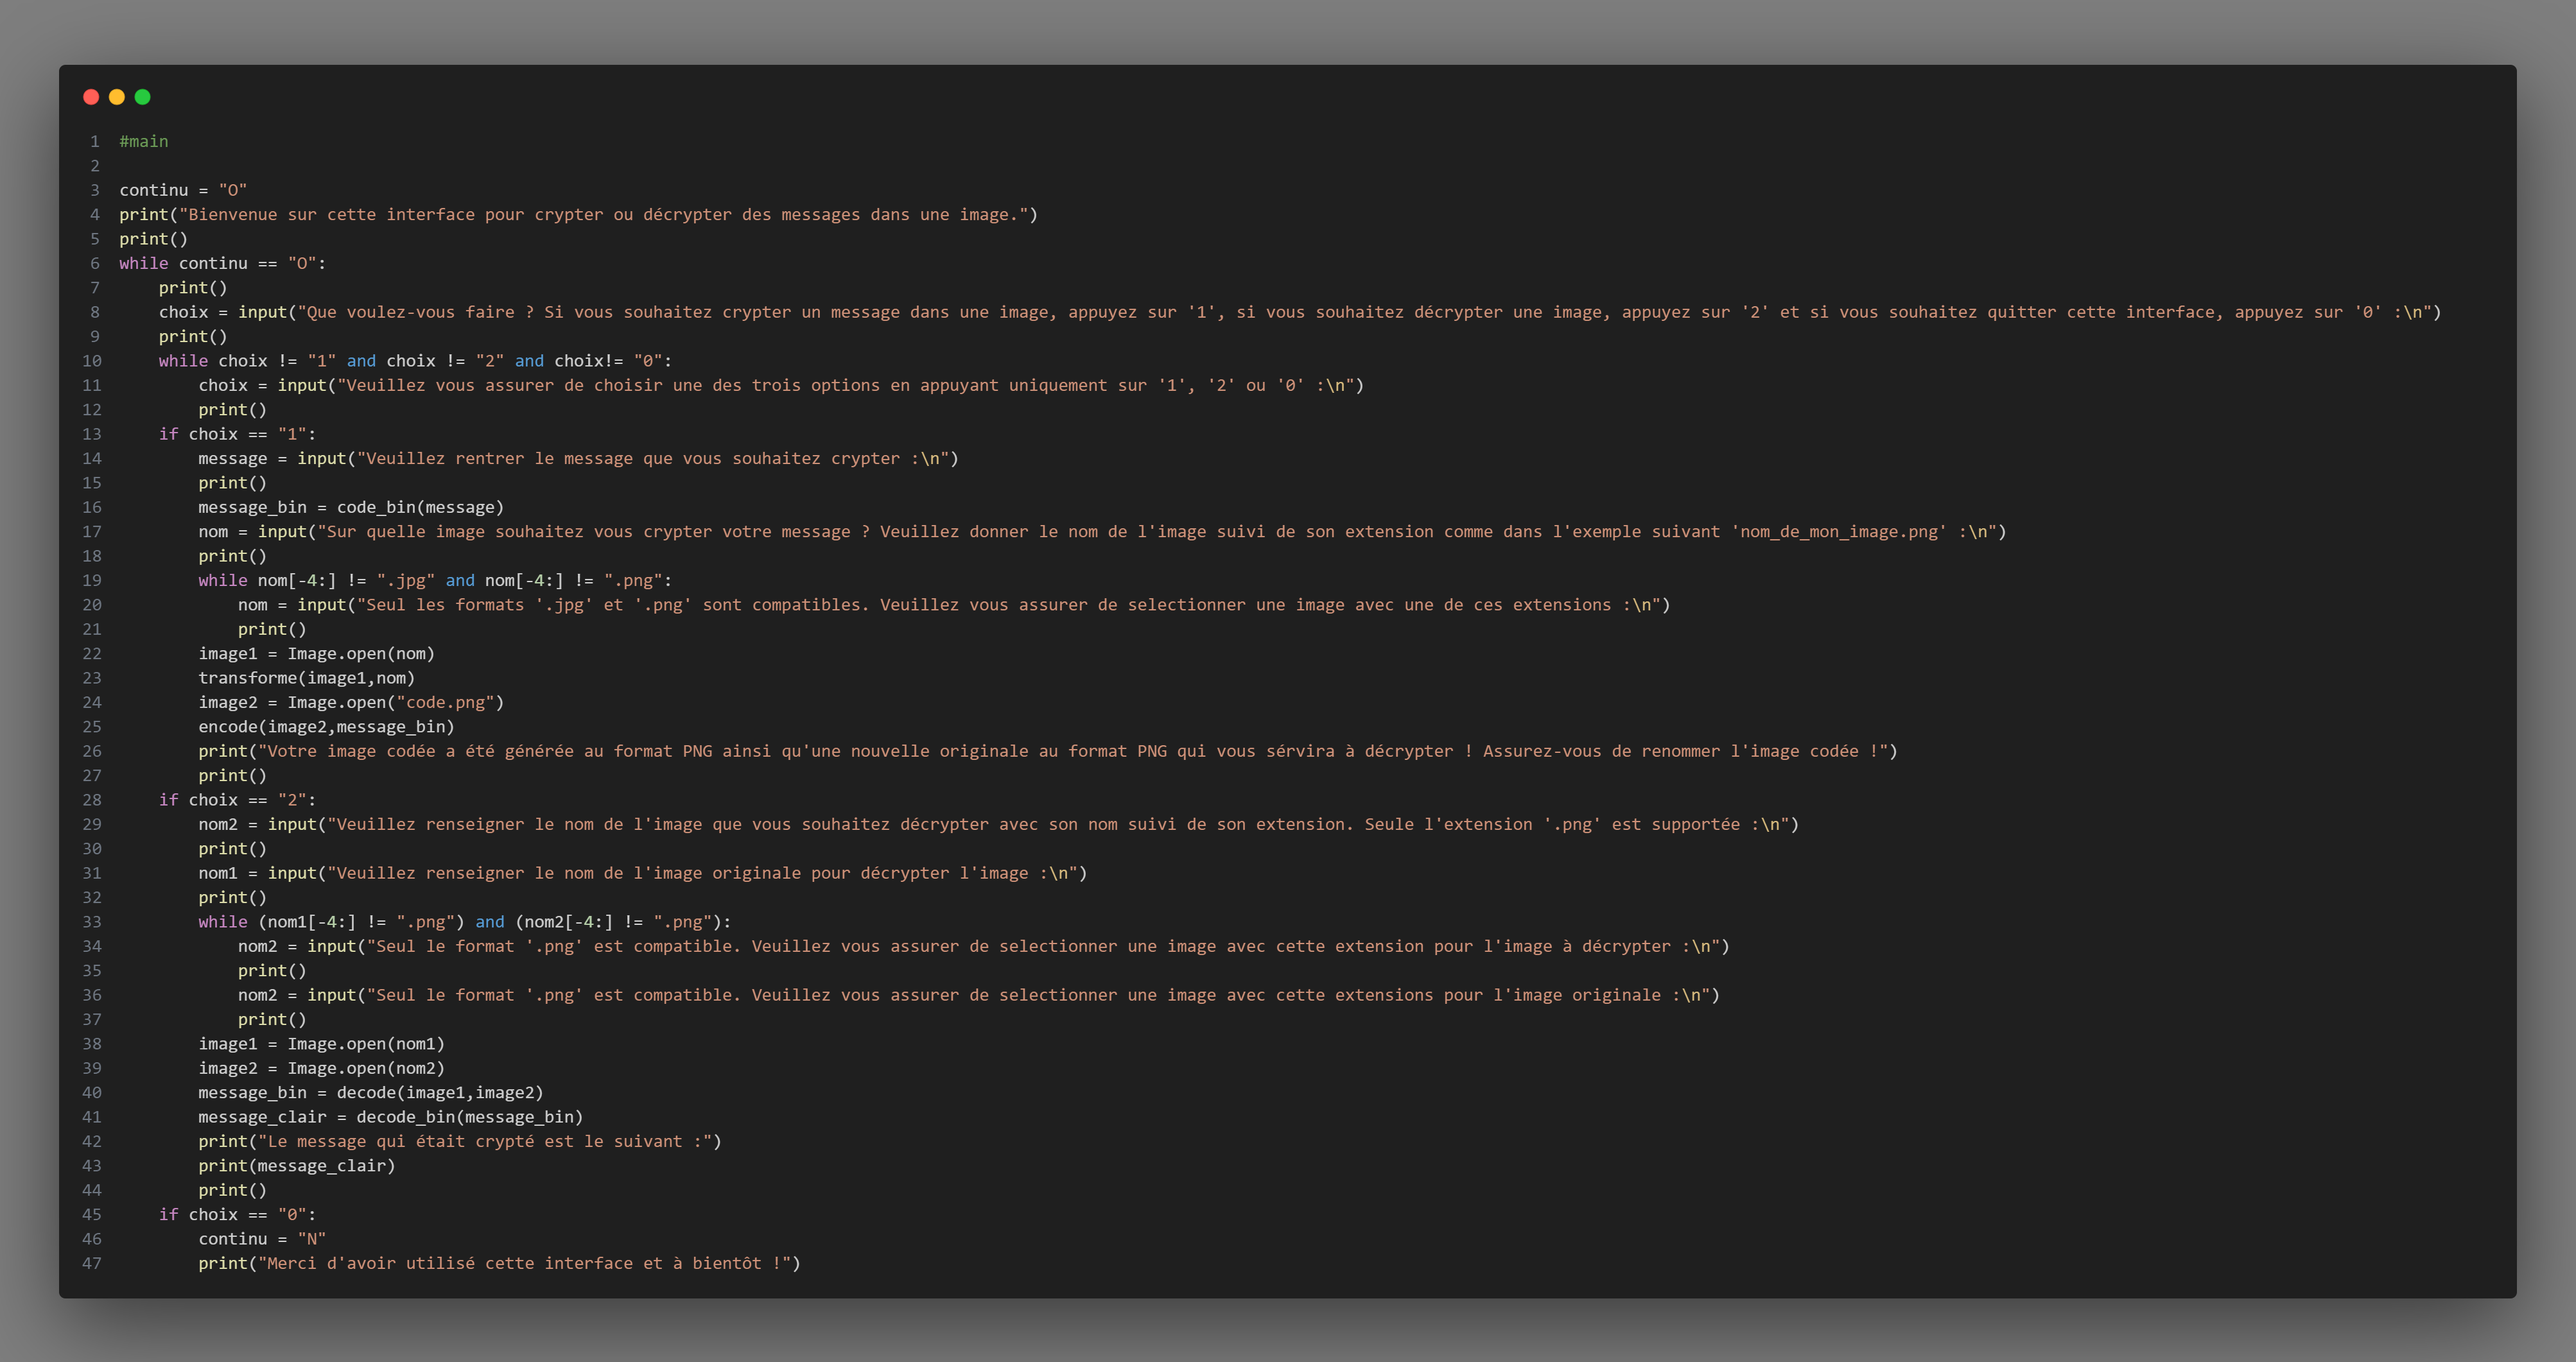 1 #main
2
3 continu = "O"
4 print("Bienvenue sur cette interface pour crypter ou décrypter des messages dans une image.")
5 print()
6 while continu == "O":
7     print()
8     choix = input("Que voulez-vous faire ? Si vous souhaitez crypter un message dans une image, appuyez sur '1', si vous souhaitez décrypter une image, appuyez sur '2' et si vous souhaitez quitter cette interface, appuyez sur '0' :\n")
9     print()
10     while choix != "1" and choix != "2" and choix!= "0":
11         choix = input("Veuillez vous assurer de choisir une des trois options en appuyant uniquement sur '1', '2' ou '0' :\n")
12         print()
13     if choix == "1":
14         message = input("Veuillez rentrer le message que vous souhaitez crypter :\n")
15         print()
16         message_bin = code_bin(message)
17         nom = input("Sur quelle image souhaitez vous crypter votre message ? Veuillez donner le nom de l'image suivi de son extension comme dans l'exemple suivant 'nom_de_mon_image.png' :\n")
18         print()
19         while nom[-4:] != ".jpg" and nom[-4:] != ".png":
20             nom = input("Seul les formats '.jpg' et '.png' sont compatibles. Veuillez vous assurer de selectionner une image avec une de ces extensions :\n")
21             print()
22         image1 = Image.open(nom)
23         transforme(image1,nom)
24         image2 = Image.open("code.png")
25         encode(image2,message_bin)
26         print("Votre image codée a été générée au format PNG ainsi qu'une nouvelle originale au format PNG qui vous sérvira à décrypter ! Assurez-vous de renommer l'image codée !")
27         print()
28     if choix == "2":
29         nom2 = input("Veuillez renseigner le nom de l'image que vous souhaitez décrypter avec son nom suivi de son extension. Seule l'extension '.png' est supportée :\n")
30         print()
31         nom1 = input("Veuillez renseigner le nom de l'image originale pour décrypter l'image :\n")
32         print()
33         while (nom1[-4:] != ".png") and (nom2[-4:] != ".png"):
34             nom2 = input("Seul le format '.png' est compatible. Veuillez vous assurer de selectionner une image avec cette extension pour l'image à décrypter :\n")
35             print()
36             nom2 = input("Seul le format '.png' est compatible. Veuillez vous assurer de selectionner une image avec cette extensions pour l'image originale :\n")
37             print()
38         image1 = Image.open(nom1)
39         image2 = Image.open(nom2)
40         message_bin = decode(image1,image2)
41         message_clair = decode_bin(message_bin)
42         print("Le message qui était crypté est le suivant :")
43         print(message_clair)
44         print()
45     if choix == "0":
46         continu = "N"
47         print("Merci d'avoir utilisé cette interface et à bientôt !")